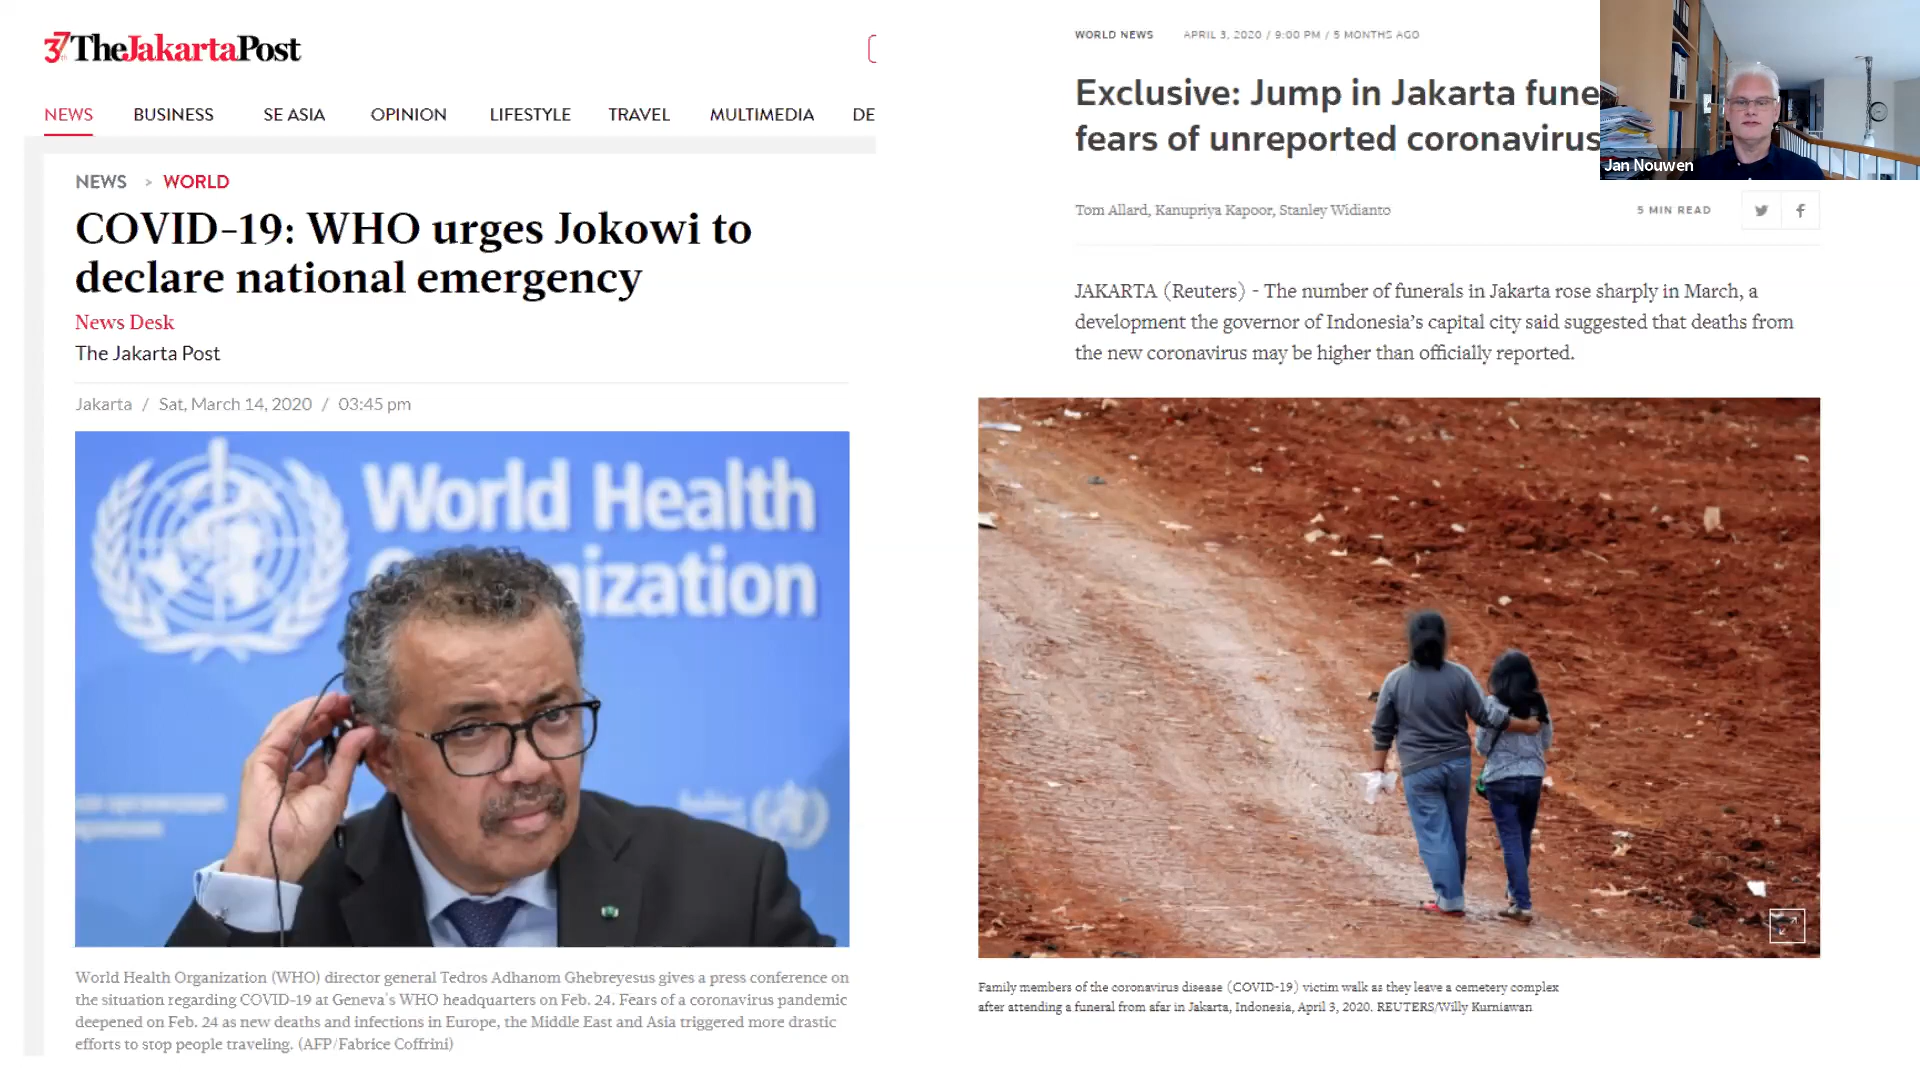 37th TheJakartaPost
NEWS BUSINESS SE ASIA OPINION LIFESTYLE TRAVEL MULTIMEDIA DE
NEWS > WORLD
COVID-19: WHO urges Jokowi to
declare national emergency
News Desk
The Jakarta Post
Jakarta / Sat, March 14, 2020 / 03:45 pm
World Health
Organization
World Health Organization (WHO) director general Tedros Adhanom Ghebreyesus gives a press conference on
the situation regarding COVID-19 at Geneva's WHO headquarters on Feb. 24. Fears of a coronavirus pandemic
deepened on Feb. 24 as new deaths and infections in Europe, the Middle East and Asia triggered more drastic
efforts to stop people traveling. (AFP/Fabrice Coffrini)
WORLD NEWS APRIL 3, 2020 / 9:00 PM / 5 MONTHS AGO
Exclusive: Jump in Jakarta fune
fears of unreported coronavirus
Jan Nouwen
Tom Allard, Kanupriya Kapoor, Stanley Widianto
5 MIN READ
JAKARTA (Reuters) - The number of funerals in Jakarta rose sharply in March, a
development the governor of Indonesia's capital city said suggested that deaths from
the new coronavirus may be higher than officially reported.
Family members of the coronavirus disease (COVID-19) victim walk as they leave a cemetery complex
after attending a funeral from afar in Jakarta, Indonesia, April 3, 2020. REUTERS/Willy Kurniawan